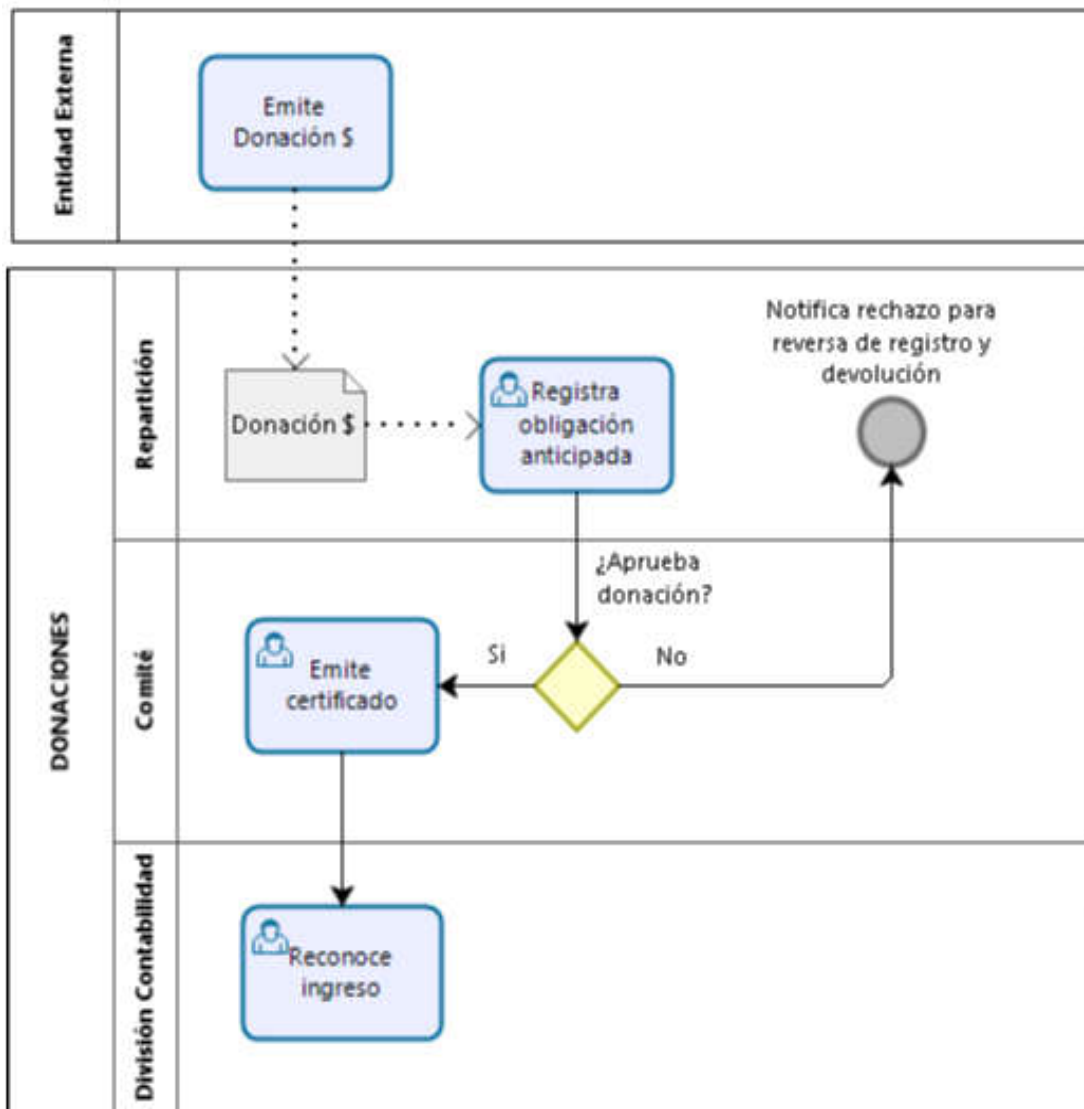 Entidad Externa
Emite
Donación $
DONACIONES
Repartición
Donación $
Registra
obligación
anticipada
Notifica rechazo para
reversa de registro y
devolución
Comité
¿Aprueba
donación?
Si
No
Emite
certificado
División Contabilidad
Reconoce
ingreso